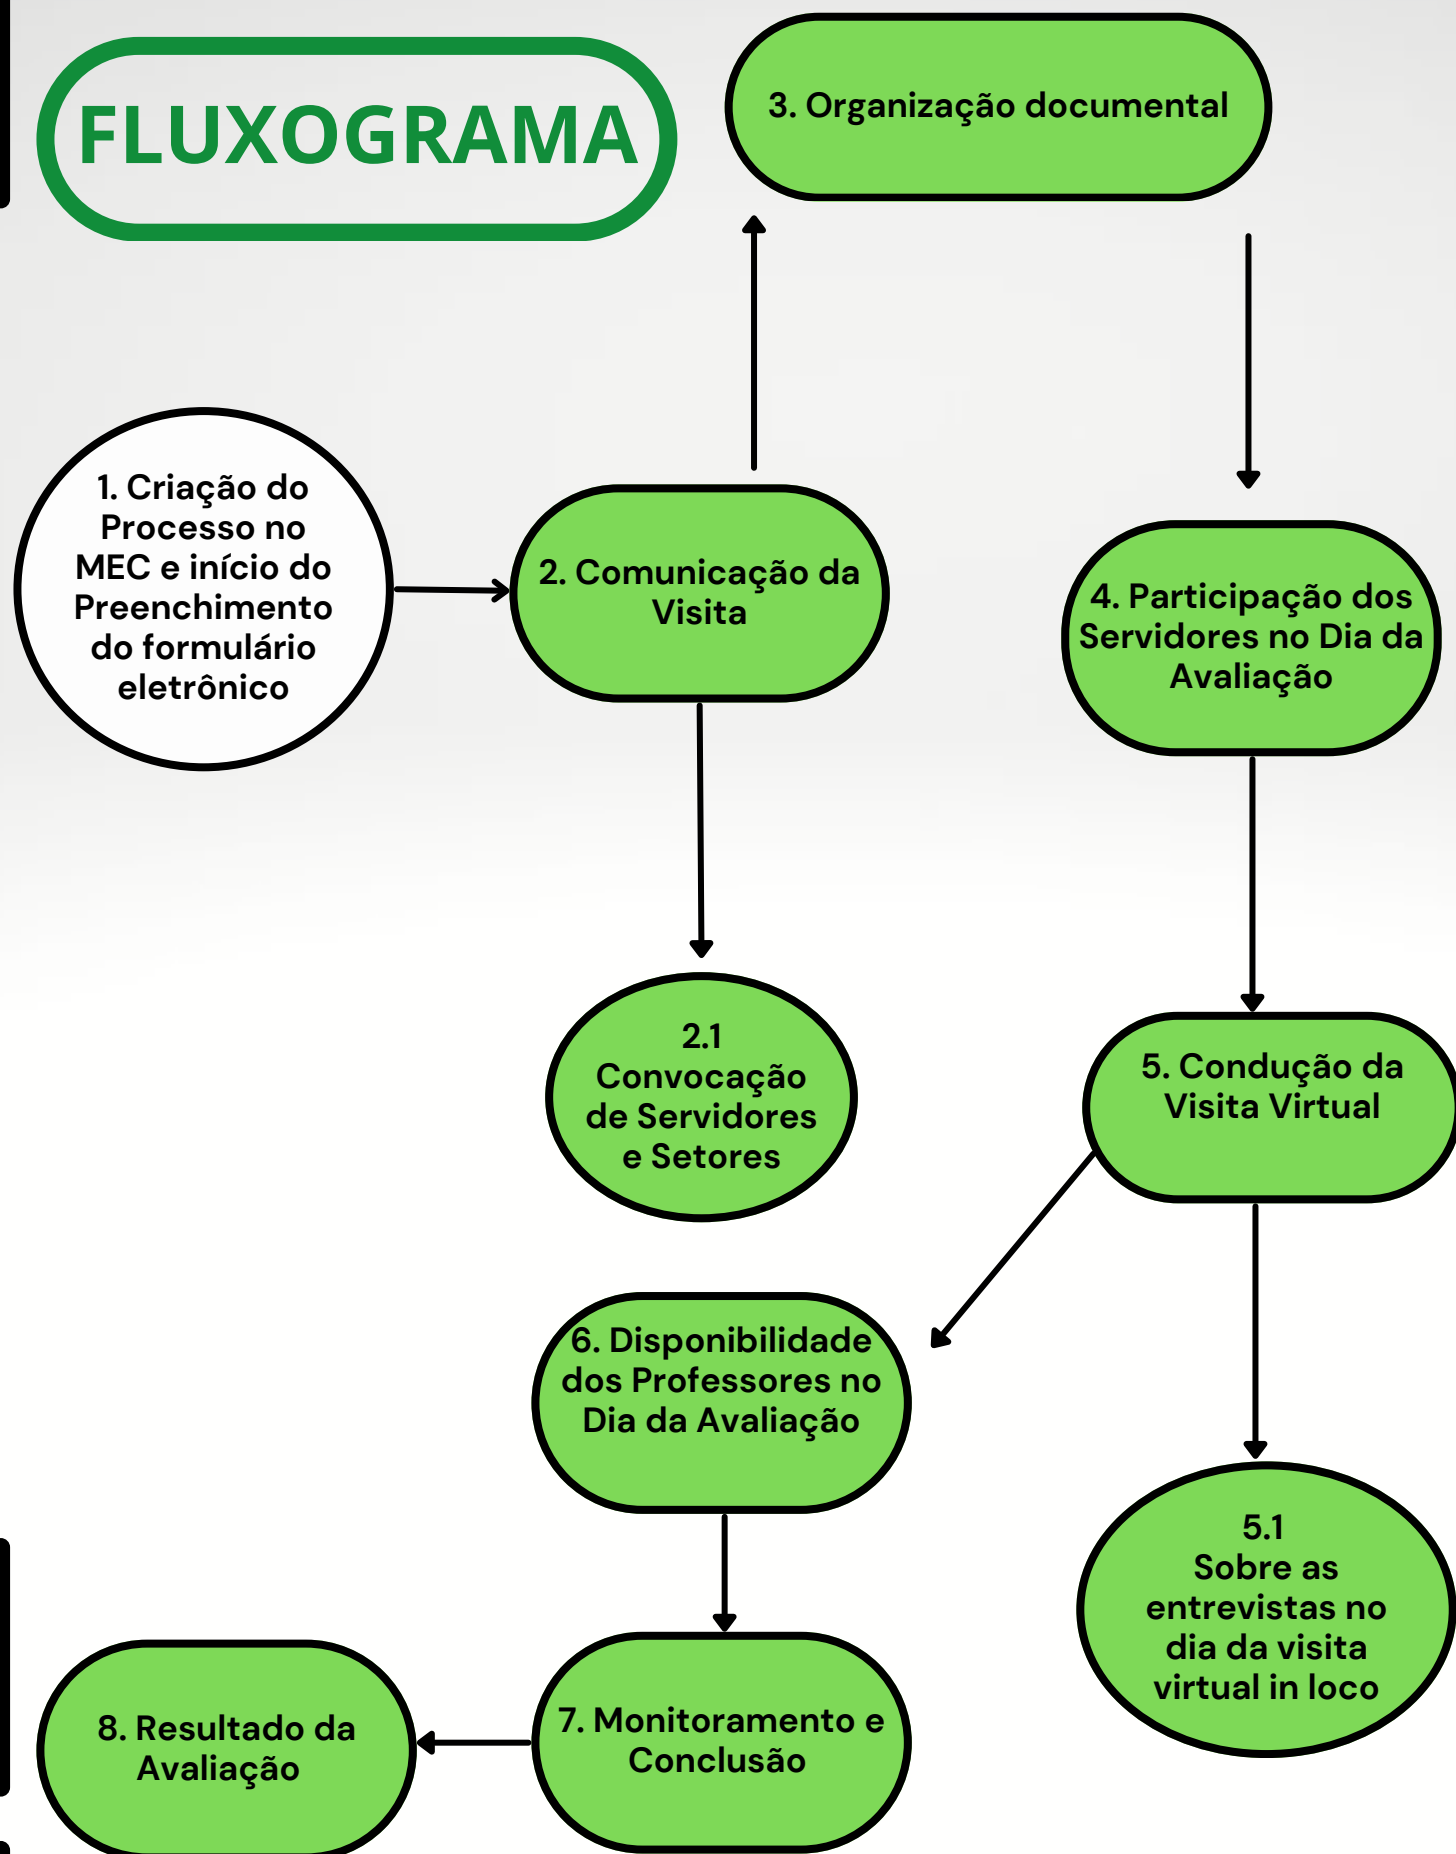 FLUXOGRAMA
3. Organização documental
1. Criação do
Processo no
MEC e início do
Preenchimento
do formulário
eletrônico
2. Comunicação da
Visita
4. Participação dos
Servidores no Dia da
Avaliação
2.1
Convocação
de Servidores
e Setores
5. Condução da
Visita Virtual
6. Disponibilidade
dos Professores no
Dia da Avaliação
5.1
Sobre as
entrevistas no
dia da visita
virtual in loco
7. Monitoramento e
Conclusão
8. Resultado da
Avaliação